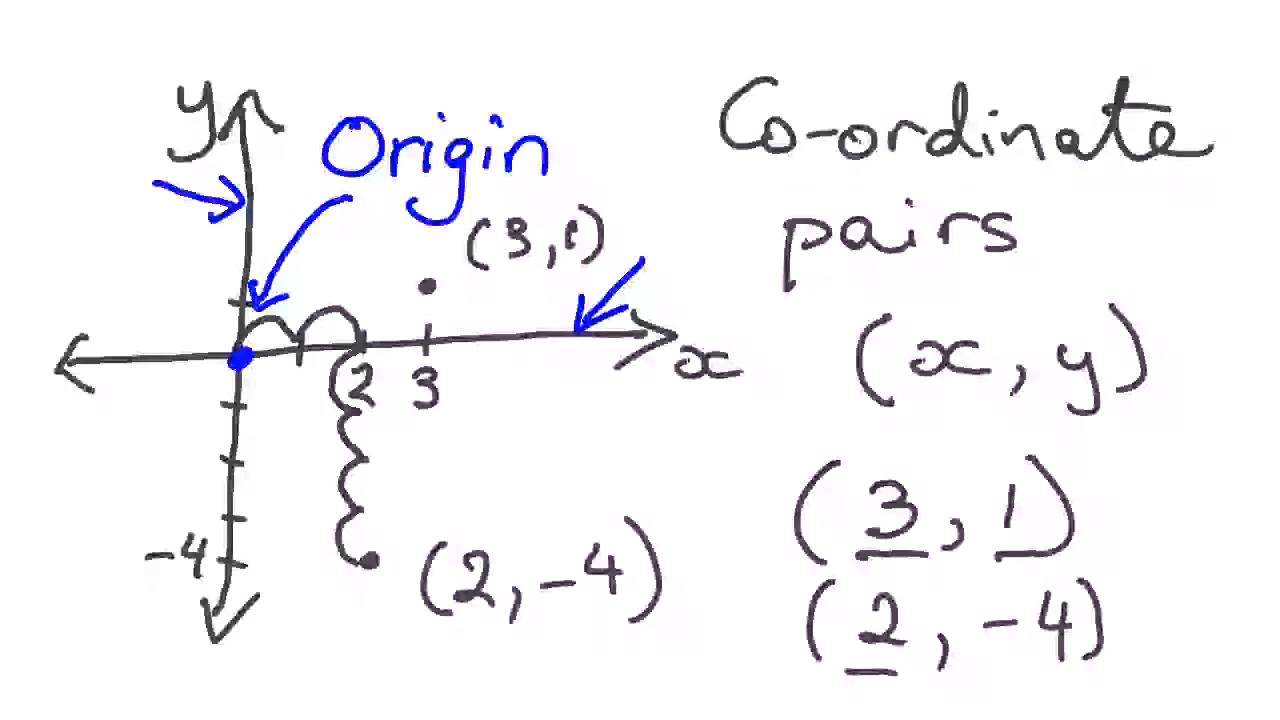 y
Origin
(3,1)
x
2
3
-4
(2,-4)
Co-ordinate
pairs
(x, y)
(3, 1)
(2, -4)